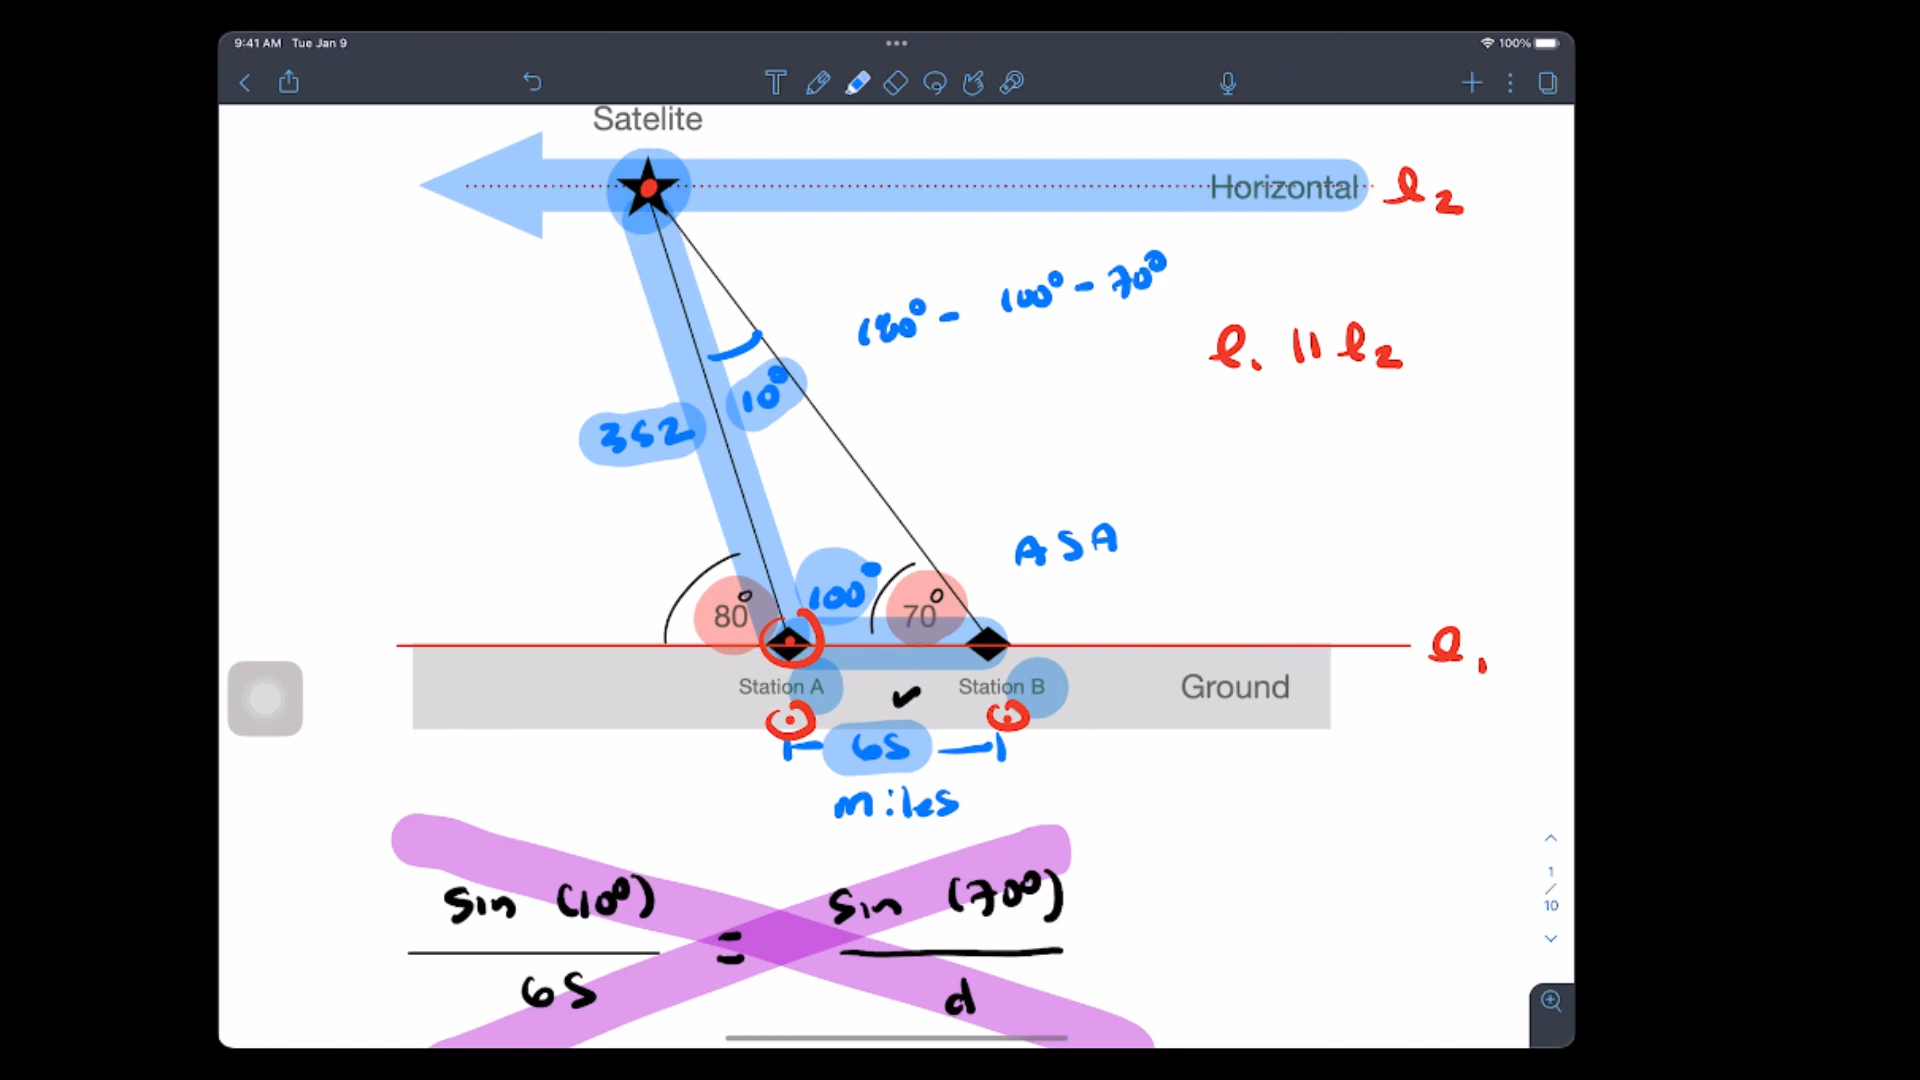 9:41 AM Tue Jan 9
100%
Satelite
Horizontal l₂
180° - 100° - 70°
l₁ || l₂
10°
352
ASA
80° 100° 70°
l₁
Station A Station B Ground
65
miles
1
/
10
sin (10°) = sin (70°)
65 d